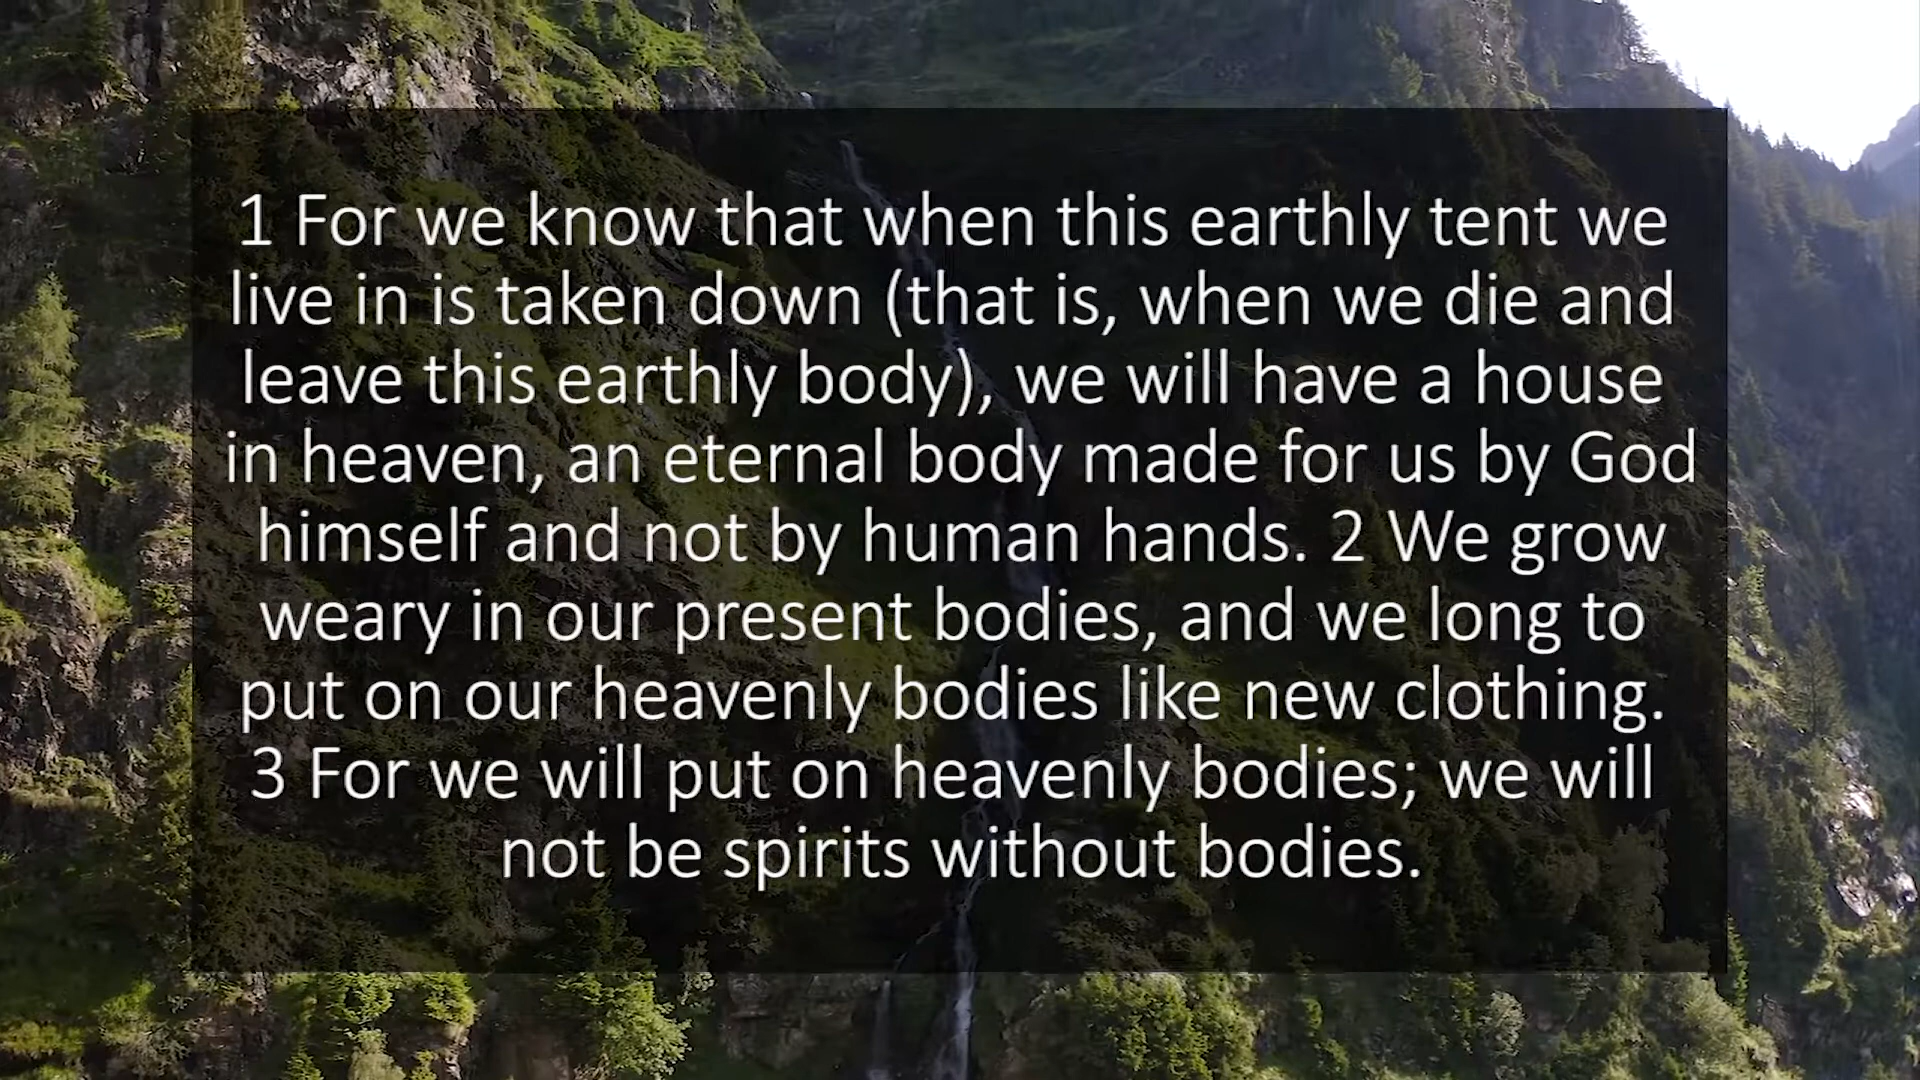 1 For we know that when this earthly tent we
live in is taken down (that is, when we die and
leave this earthly body), we will have a house
in heaven, an eternal body made for us by God
himself and not by human hands. 2 We grow
weary in our present bodies, and we long to
put on our heavenly bodies like new clothing.
3 For we will put on heavenly bodies; we will
not be spirits without bodies.